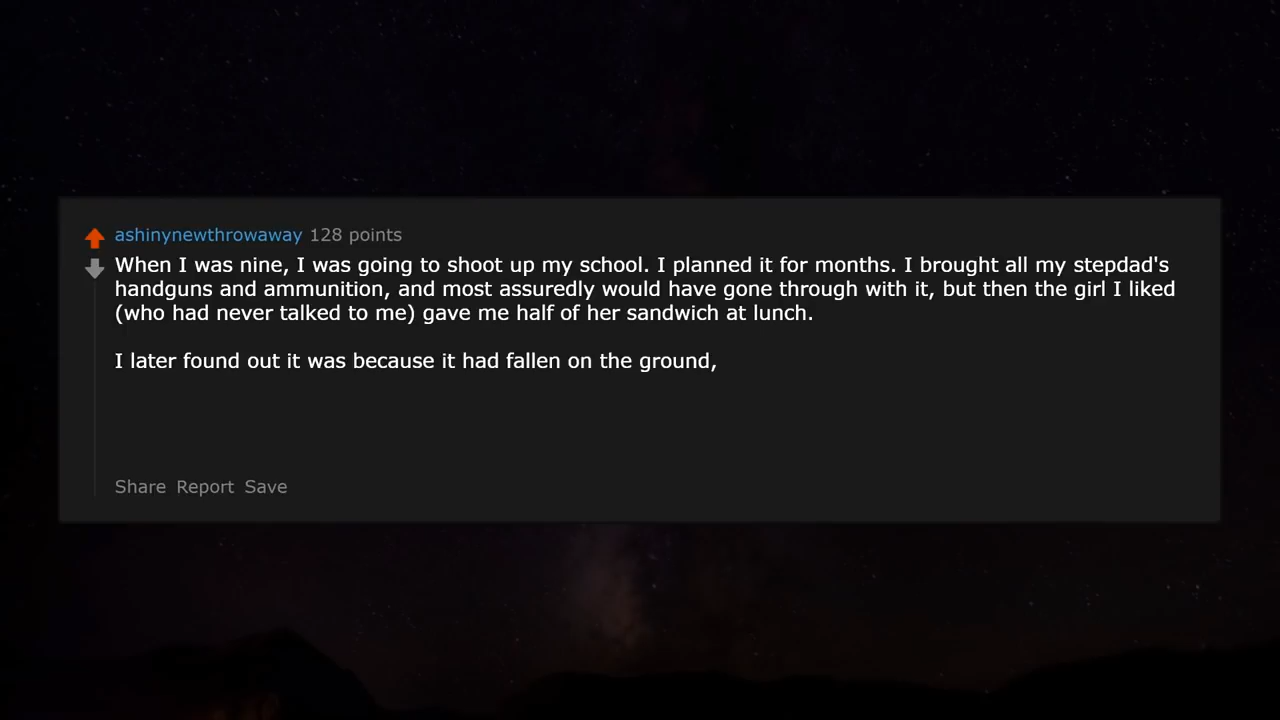 ashinynewthrowaway 128 points
When I was nine, I was going to shoot up my school. I planned it for months. I brought all my stepdad's
handguns and ammunition, and most assuredly would have gone through with it, but then the girl I liked
(who had never talked to me) gave me half of her sandwich at lunch.
I later found out it was because it had fallen on the ground,
Share Report Save